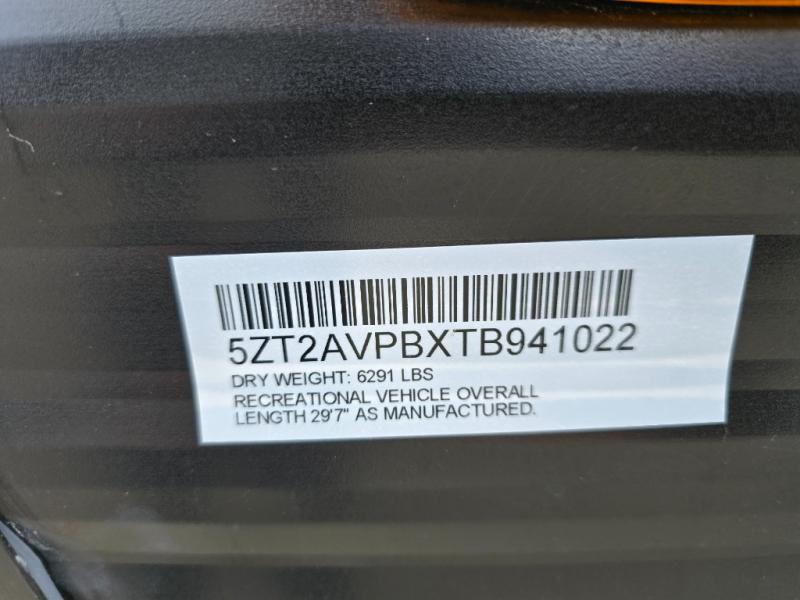 5ZT2AVPBXTB941022
DRY WEIGHT: 6291 LBS
RECREATIONAL VEHICLE OVERALL
LENGTH 29'7" AS MANUFACTURED.